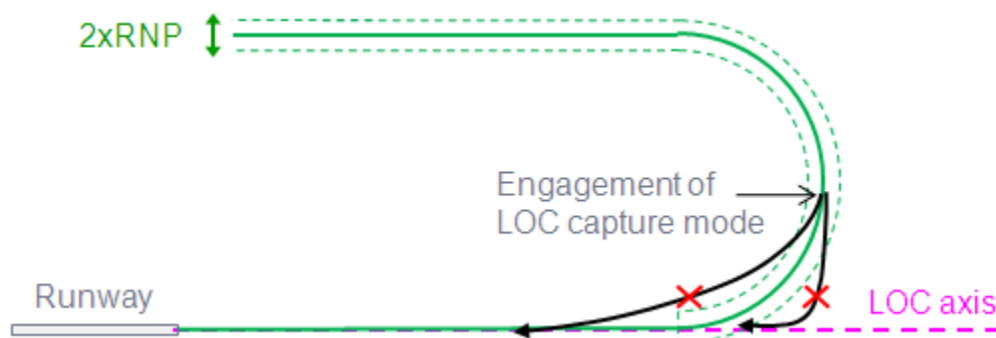 2xRNP
Engagement of
LOC capture mode
Runway
LOC axis